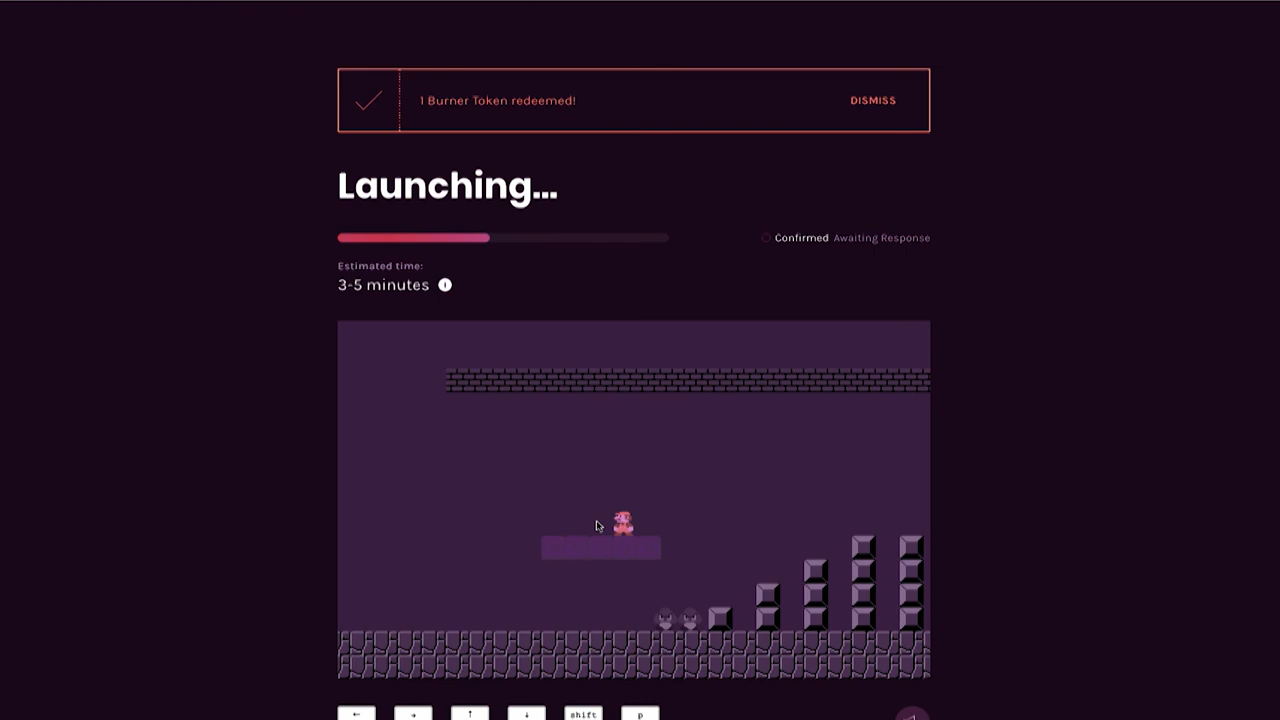 1 Burner Token redeemed!
DISMISS
Launching...
Confirmed Awaiting Response
Estimated time:
3-5 minutes
← → ↑ ↓ shift p